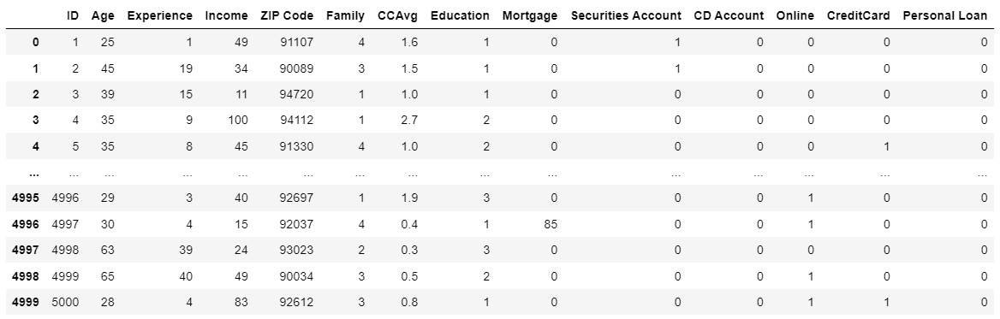 ID Age Experience Income ZIP Code Family CCAvg Education Mortgage Securities Account CD Account Online CreditCard Personal Loan
0 1 25 1 49 91107 4 1.6 1 0 1 0 0 0 0
1 2 45 19 34 90089 3 1.5 1 0 1 0 0 0 0
2 3 39 15 11 94720 1 1.0 1 0 0 0 0 0 0
3 4 35 9 100 94112 1 2.7 2 0 0 0 0 0 0
4 5 35 8 45 91330 4 1.0 2 0 0 0 0 1 0
... ... ... ... ... ... ... ... ... ... ... ... ... ... ...
4995 4996 29 3 40 92697 1 1.9 3 0 0 0 1 0 0
4996 4997 30 4 15 92037 4 0.4 1 85 0 0 1 0 0
4997 4998 63 39 24 93023 2 0.3 3 0 0 0 0 0 0
4998 4999 65 40 49 90034 3 0.5 2 0 0 0 1 0 0
4999 5000 28 4 83 92612 3 0.8 1 0 0 0 1 1 0